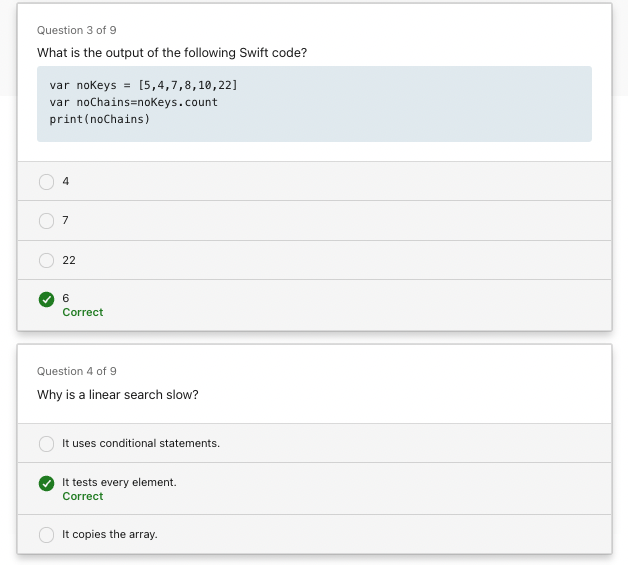 Question 3 of 9
What is the output of the following Swift code?
var noKeys = [5,4,7,8,10,22]
var noChains=noKeys.count
print(noChains)
4
7
22
6
Correct
Question 4 of 9
Why is a linear search slow?
It uses conditional statements.
It tests every element.
Correct
It copies the array.